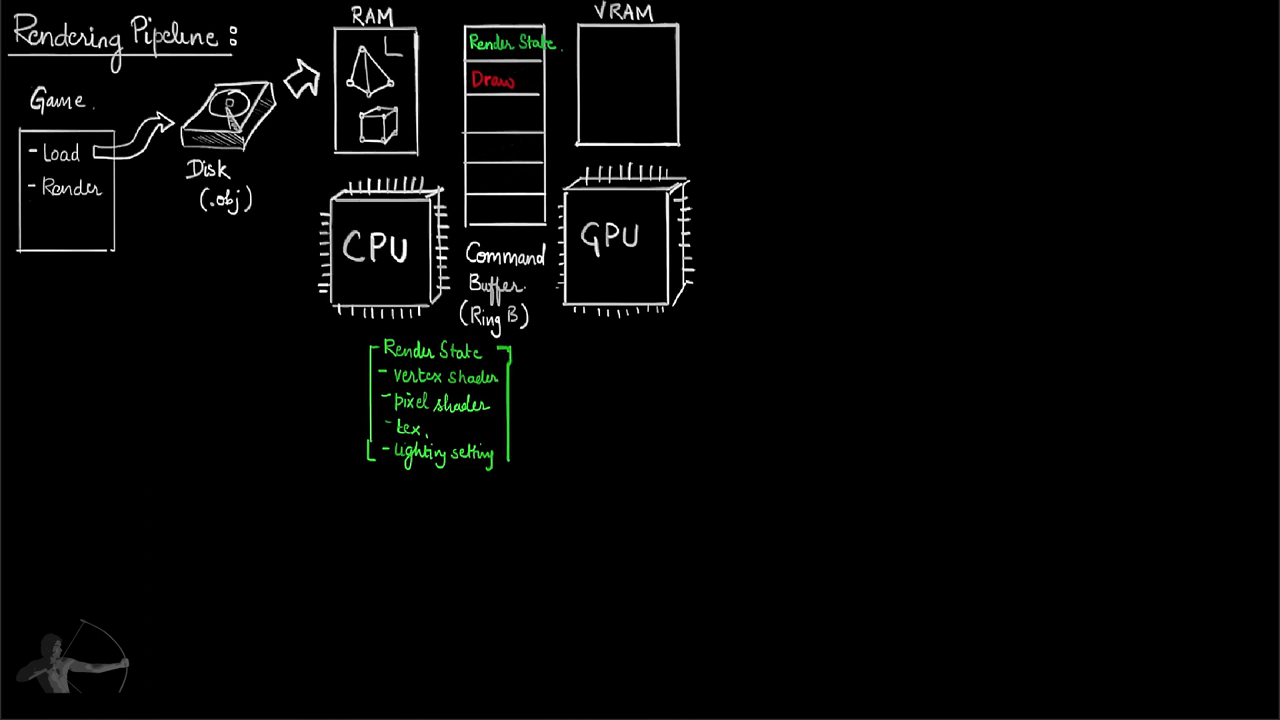 Rendering Pipeline :
Game.
- Load
- Render
Disk
(.obj)
RAM
L
CPU
Render State.
Draw
Command
Buffer.
(Ring B)
VRAM
GPU
Render State
- vertex shader
- pixel shader
- tex.
- lighting setting